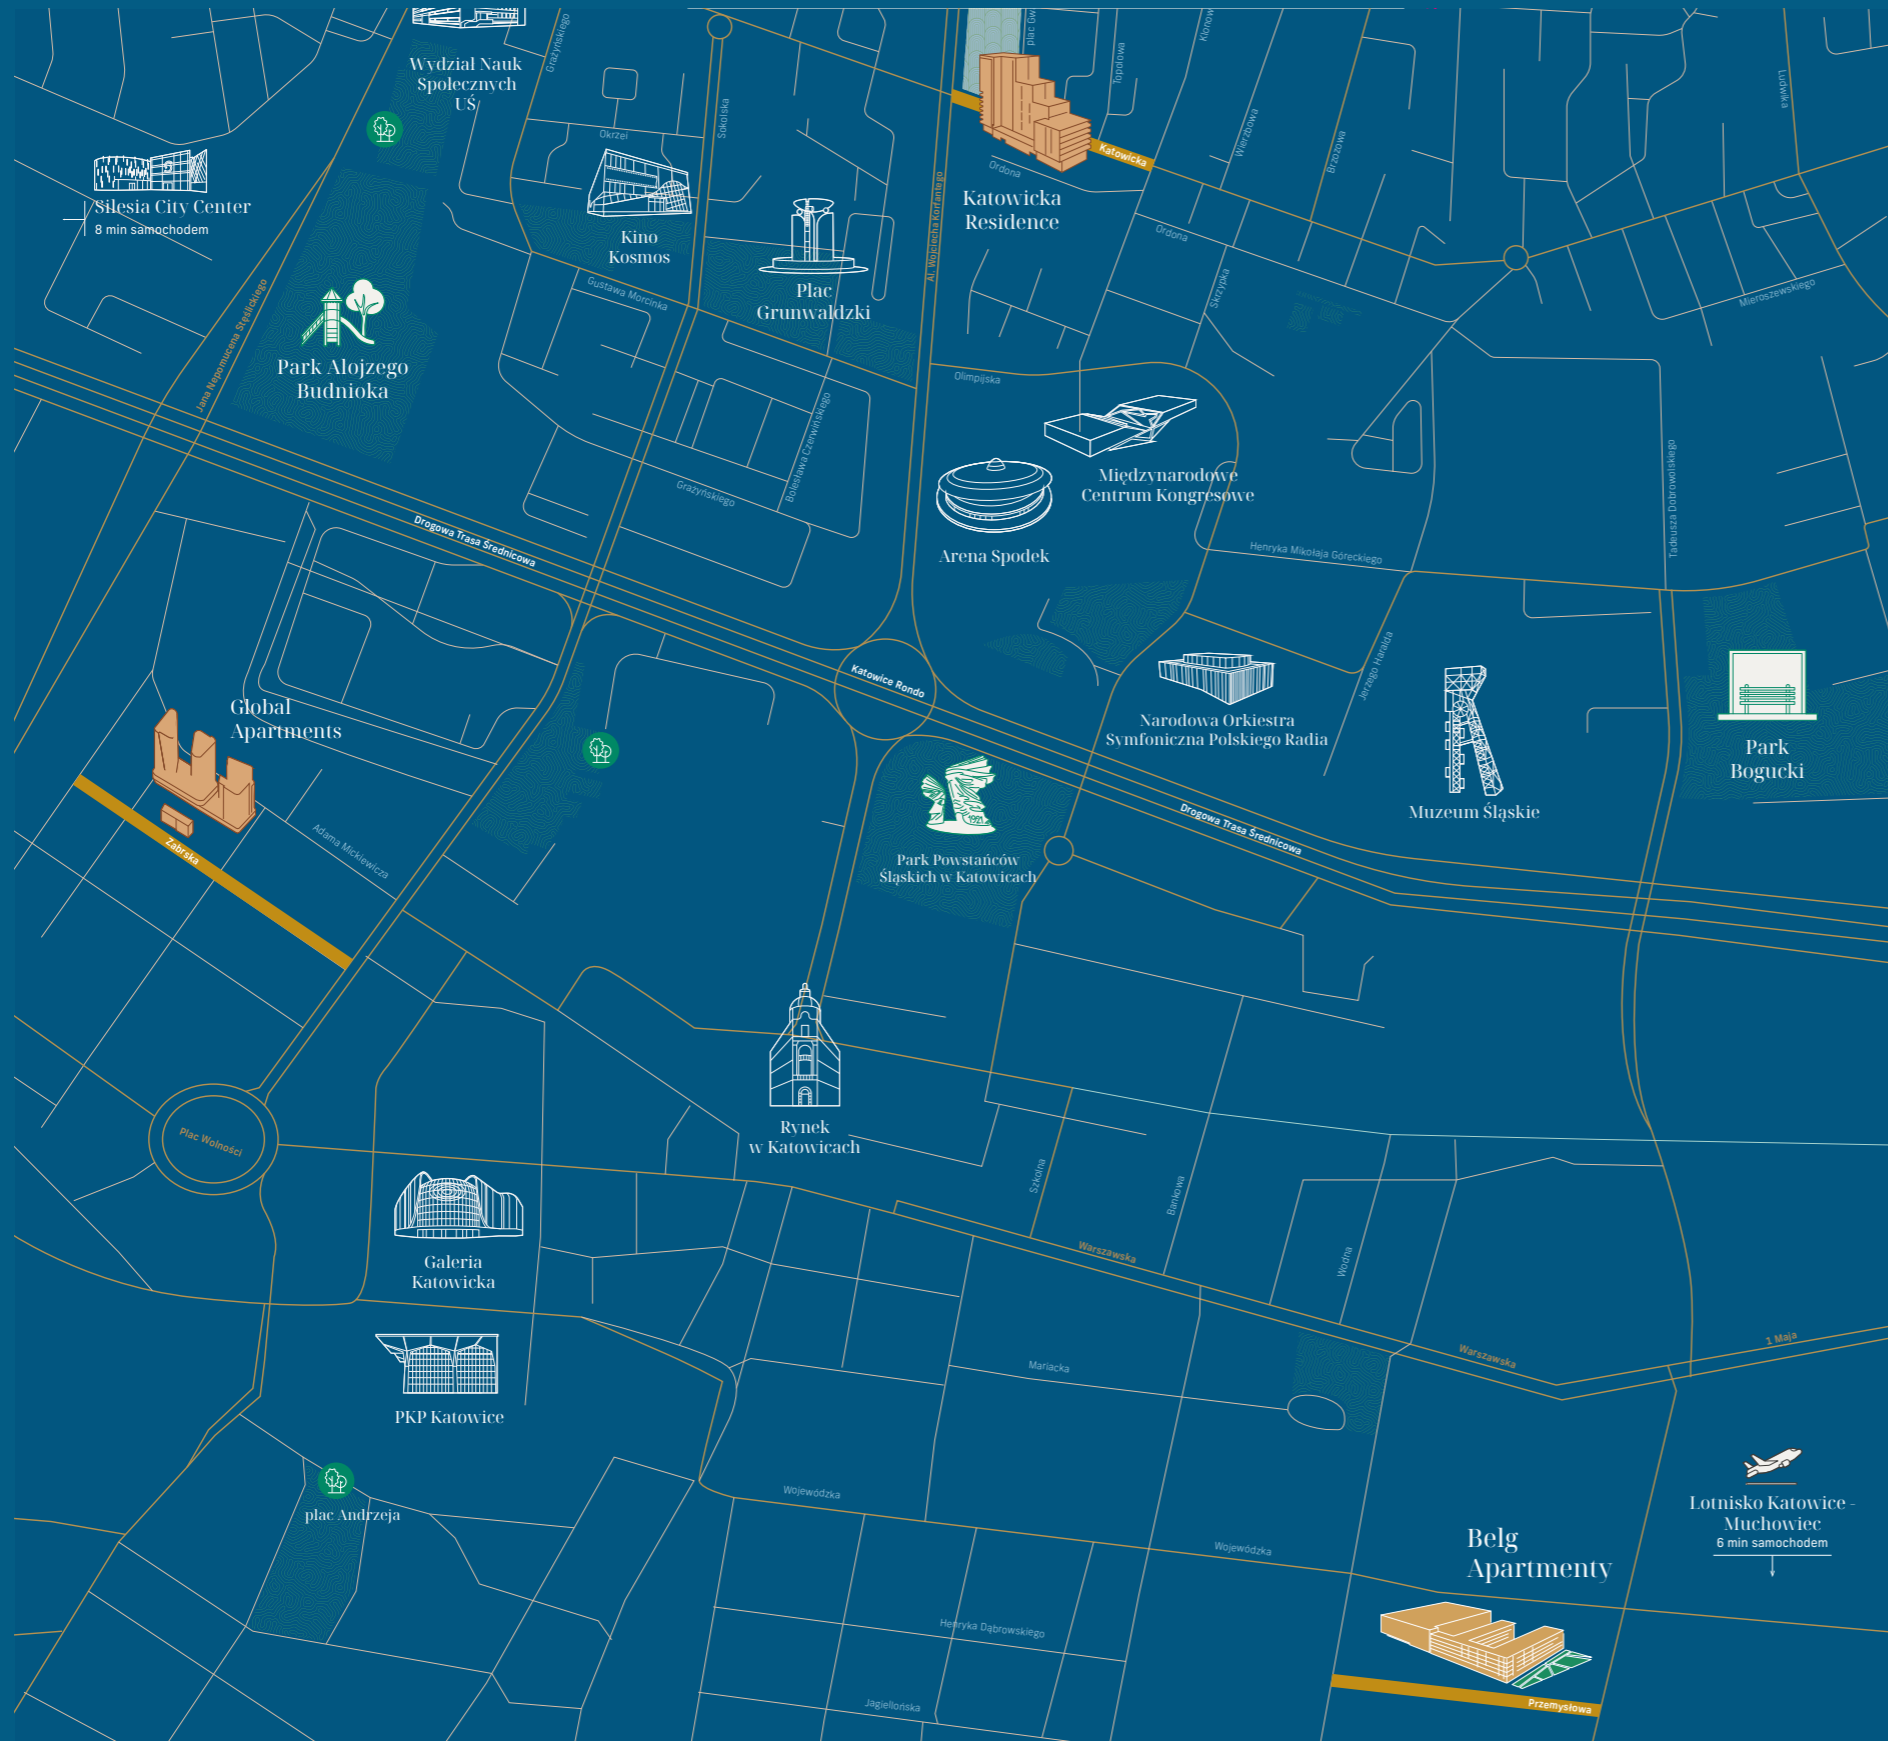 Wydział Nauk
Społecznych
UŚ
Grażyńskiego
Okrzei
Sokolska
Topolowa
Wierzbowa
Brzozowa
Ludwika
Katowicka
Ordona
Silesia City Center
8 min samochodem
Kino
Kosmos
Plac
Grunwaldzki
Al. Wojciecha Korfantego
Katowicka
Residence
Ordona
Skrzypka
Mieroszewskiego
Gustawa Morcinka
Jana Nepomucena Stęślickiego
Park Alojzego
Budnioka
Olimpijska
Bolesława Czerwińskiego
Grażyńskiego
Międzynarodowe
Centrum Kongresowe
Arena Spodek
Henryka Mikołaja Góreckiego
Tadeusza Dobrowolskiego
Drogowa Trasa Średnicowa
Katowice Rondo
Jerzego Haralda
Global
Apartments
Narodowa Orkiestra
Symfoniczna Polskiego Radia
Muzeum Śląskie
Park
Bogucki
Zabrska
Adama Mickiewicza
1921
Park Powstańców
Śląskich w Katowicach
Drogowa Trasa Średnicowa
Plac Wolności
Rynek
w Katowicach
Szkolna
Bankowa
Wodna
Warszawska
Galeria
Katowicka
PKP Katowice
Mariacka
Warszawska
1 Maja
plac Andrzeja
Wojewódzka
Wojewódzka
Lotnisko Katowice -
Muchowiec
6 min samochodem
Belg
Apartmenty
Henryka Dąbrowskiego
Jagiellońska
Przemysłowa